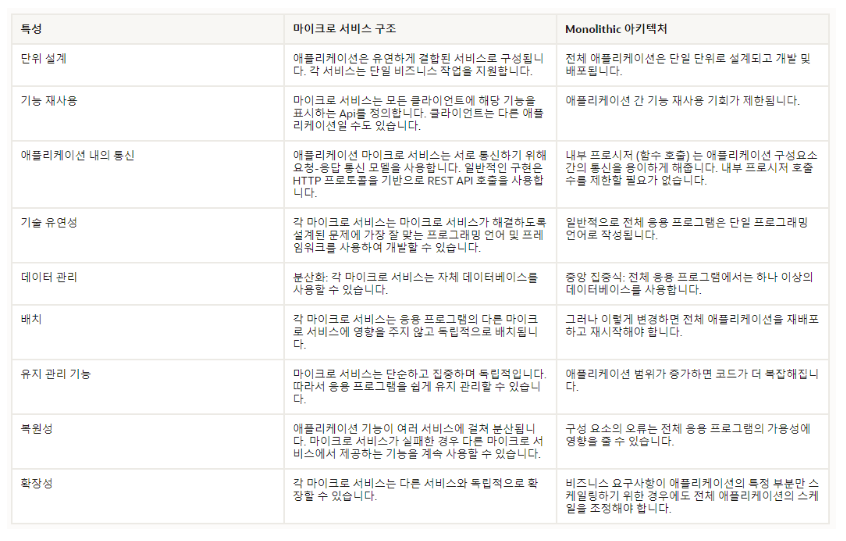 특성
마이크로 서비스 구조
Monolithic 아키텍처
단위 설계
애플리케이션은 유연하게 결합된 서비스로 구성됩니
다. 각 서비스는 단일 비즈니스 작업을 지원합니다.
전체 애플리케이션은 단일 단위로 설계되고 개발 및
배포됩니다.
기능 재사용
마이크로 서비스는 모든 클라이언트에 해당 기능을
표시하는 Api를 정의합니다. 클라이언트는 다른 애플
리케이션일 수도 있습니다.
애플리케이션 간 기능 재사용 기회가 제한됩니다.
애플리케이션 내의 통신
애플리케이션 마이크로 서비스는 서로 통신하기 위해
요청-응답 통신 모델을 사용합니다. 일반적인 구현은
HTTP 프로토콜을 기반으로 REST API 호출을 사용합
니다.
내부 프로시저 (함수 호출) 는 애플리케이션 구성요소
간의 통신을 용이하게 해줍니다. 내부 프로시저 호출
수를 제한할 필요가 없습니다.
기술 유연성
각 마이크로 서비스는 마이크로 서비스가 해결하도록
설계된 문제에 가장 잘 맞는 프로그래밍 언어 및 프레
임워크를 사용하여 개발할 수 있습니다.
일반적으로 전체 응용 프로그램은 단일 프로그래밍
언어로 작성됩니다.
데이터 관리
분산화: 각 마이크로 서비스는 자체 데이터베이스를
사용할 수 있습니다.
중앙 집중식: 전체 응용 프로그램에서는 하나 이상의
데이터베이스를 사용합니다.
배치
각 마이크로 서비스는 응용 프로그램의 다른 마이크
로 서비스에 영향을 주지 않고 독립적으로 배치됩니
다.
그러나 이렇게 변경하면 전체 애플리케이션을 재배포
하고 재시작해야 합니다.
유지 관리 기능
마이크로 서비스는 단순하고 집중하며 독립적입니다.
따라서 응용 프로그램을 쉽게 유지 관리할 수 있습니
다.
애플리케이션 범위가 증가하면 코드가 더 복잡해집니
다.
복원성
애플리케이션 기능이 여러 서비스에 걸쳐 분산됩니
다. 마이크로 서비스가 실패한 경우 다른 마이크로 서
비스에서 제공하는 기능을 계속 사용할 수 있습니다.
구성 요소의 오류는 전체 응용 프로그램의 가용성에
영향을 줄 수 있습니다.
확장성
각 마이크로 서비스는 다른 서비스와 독립적으로 확
장할 수 있습니다.
비즈니스 요구사항이 애플리케이션의 특정 부분만 스
케일링하기 위한 경우에도 전체 애플리케이션의 스케
일을 조정해야 합니다.